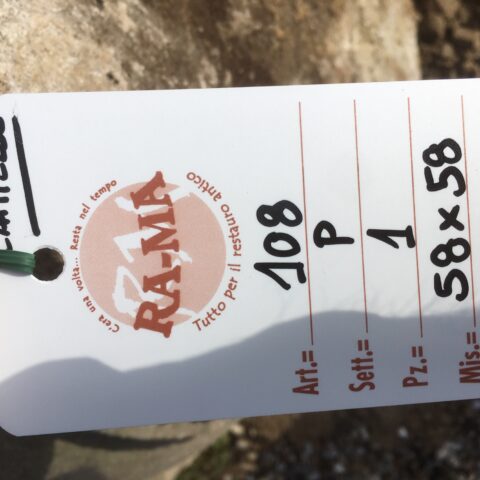 C'era una volta... Resta nel tempo
RA-MA
Tutto per il restauro antico
Art.= 108
Sett.= P
Pz.= 1
Mis.= 58 x 58